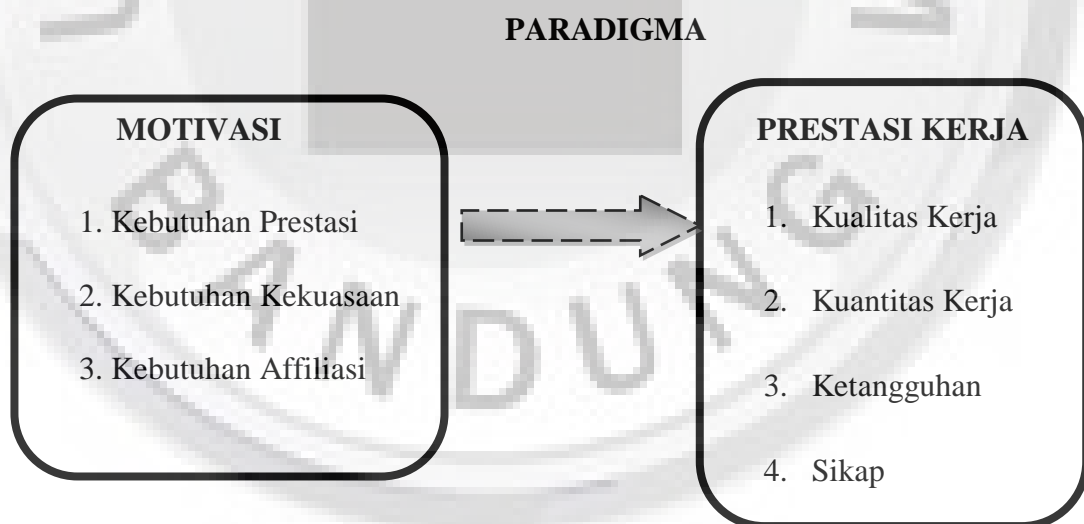 PARADIGMA
MOTIVASI
1. Kebutuhan Prestasi
2. Kebutuhan Kekuasaan
3. Kebutuhan Affiliasi
PRESTASI KERJA
1. Kualitas Kerja
2. Kuantitas Kerja
3. Ketangguhan
4. Sikap
BANDUNG